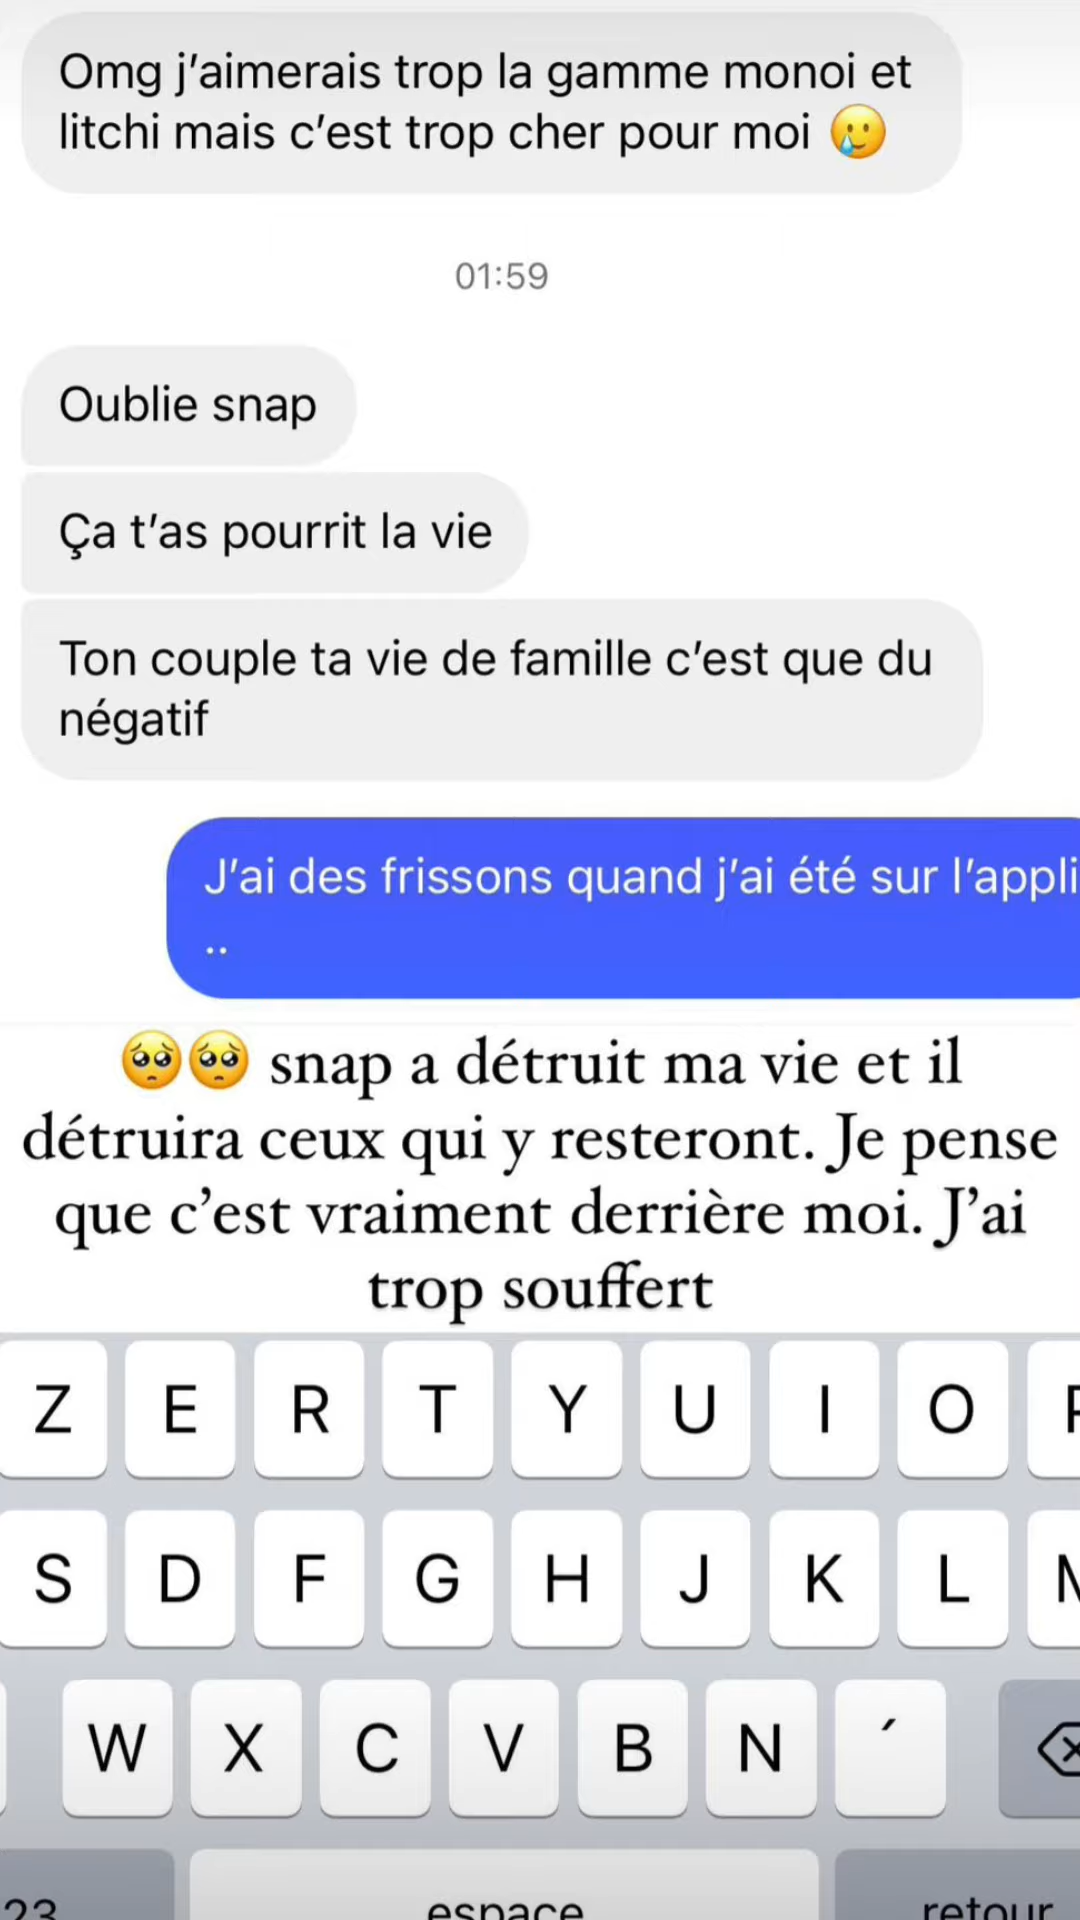 Omg j’aimerais trop la gamme monoi et
litchi mais c’est trop cher pour moi 🥲
01:59
Oublie snap
Ça t’as pourrit la vie
Ton couple ta vie de famille c’est que du
négatif
J’ai des frissons quand j’ai été sur l’appli
..
🥺🥺 snap a détruit ma vie et il
détruira ceux qui y resteront. Je pense
que c’est vraiment derrière moi. J’ai
trop souffert
Z E R T Y U I O P
S D F G H J K L M
W X C V B N ´
23 espace retour